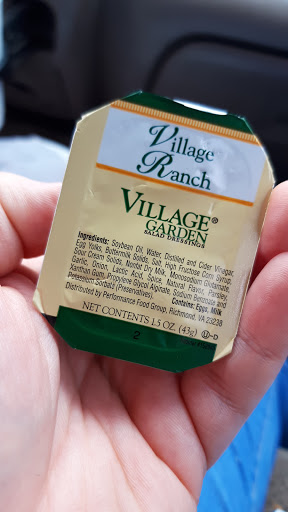 Village
Ranch
VILLAGE®
GARDEN
SALAD DRESSING
Ingredients: Soybean Oil, Water, Distilled and Cider Vinegar,
Egg Yolks, Buttermilk Solids, Salt, High Fructose Corn Syrup,
Sour Cream Solids, Nonfat Dry Milk, Monosodium Glutamate,
Garlic, Onion, Lactic Acid, Spice, Natural Flavor, Parsley,
Xanthan Gum, Propylene Glycol Alginate, Sodium Benzoate and
Potassium Sorbate (Preservatives). Contains: Eggs, Milk
Distributed by Performance Food Group, Richmond, VA 23238
NET CONTENTS 1.5 OZ. (43g) Ⓤ-D
2